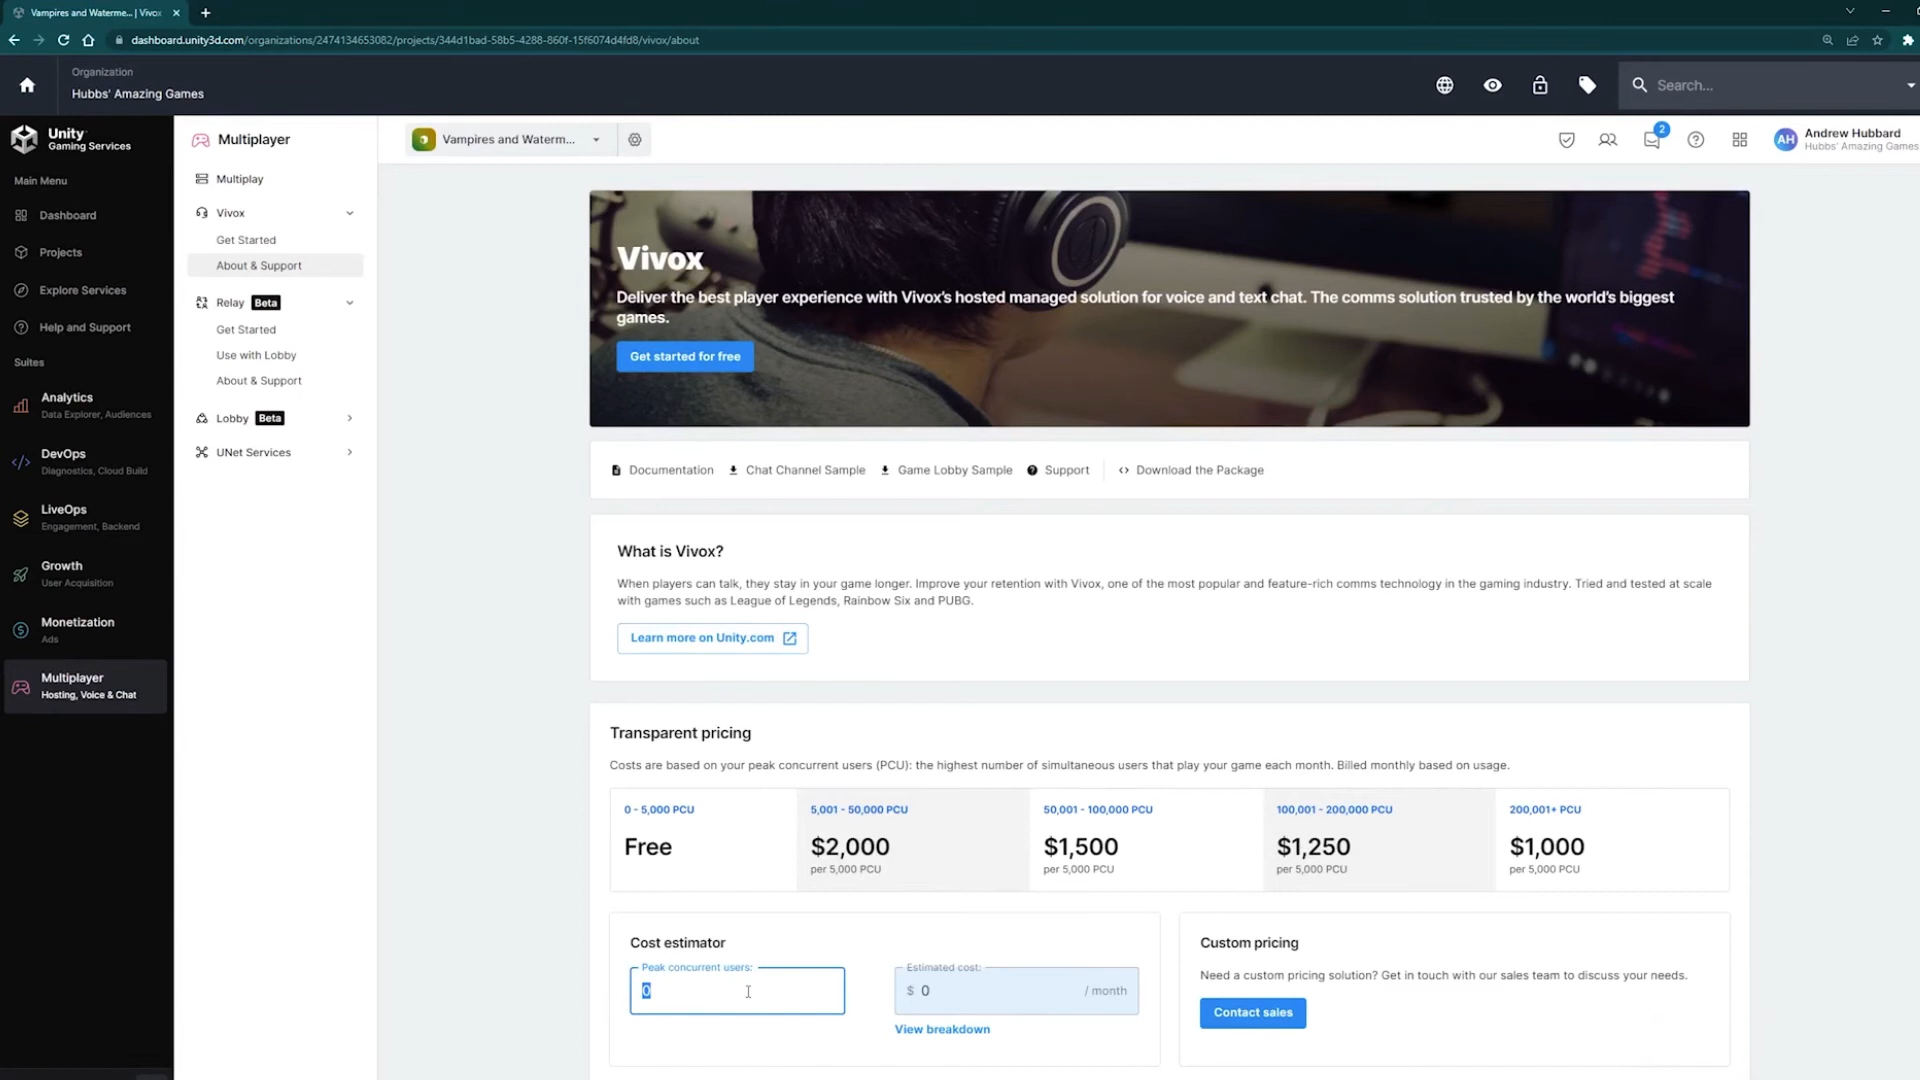 Vampires and Waterme... | Vivox
dashboard.unity3d.com/organizations/2474134653082/projects/344d1bad-58b5-4288-860f-15f6074d4fd8/vivox/about
Organization
Hubbs' Amazing Games
Search...
Unity
Gaming Services
Main Menu
Dashboard
Projects
Explore Services
Help and Support
Suites
Analytics
Data Explorer, Audiences
DevOps
Diagnostics, Cloud Build
LiveOps
Engagement, Backend
Growth
User Acquisition
Monetization
Ads
Multiplayer
Hosting, Voice & Chat
Multiplayer
Multiplay
Vivox
Get Started
About & Support
Relay Beta
Get Started
Use with Lobby
About & Support
Lobby Beta
UNet Services
Vampires and Waterm...
2
AH
Andrew Hubbard
Hubbs' Amazing Games
Vivox
Deliver the best player experience with Vivox's hosted managed solution for voice and text chat. The comms solution trusted by the world's biggest
games.
Get started for free
Documentation Chat Channel Sample Game Lobby Sample Support Download the Package
What is Vivox?
When players can talk, they stay in your game longer. Improve your retention with Vivox, one of the most popular and feature-rich comms technology in the gaming industry. Tried and tested at scale
with games such as League of Legends, Rainbow Six and PUBG.
Learn more on Unity.com
Transparent pricing
Costs are based on your peak concurrent users (PCU): the highest number of simultaneous users that play your game each month. Billed monthly based on usage.
0 - 5,000 PCU
Free
5,001 - 50,000 PCU
$2,000
per 5,000 PCU
50,001 - 100,000 PCU
$1,500
per 5,000 PCU
100,001 - 200,000 PCU
$1,250
per 5,000 PCU
200,001+ PCU
$1,000
per 5,000 PCU
Cost estimator
Peak concurrent users:
0
Estimated cost:
$ 0 / month
View breakdown
Custom pricing
Need a custom pricing solution? Get in touch with our sales team to discuss your needs.
Contact sales